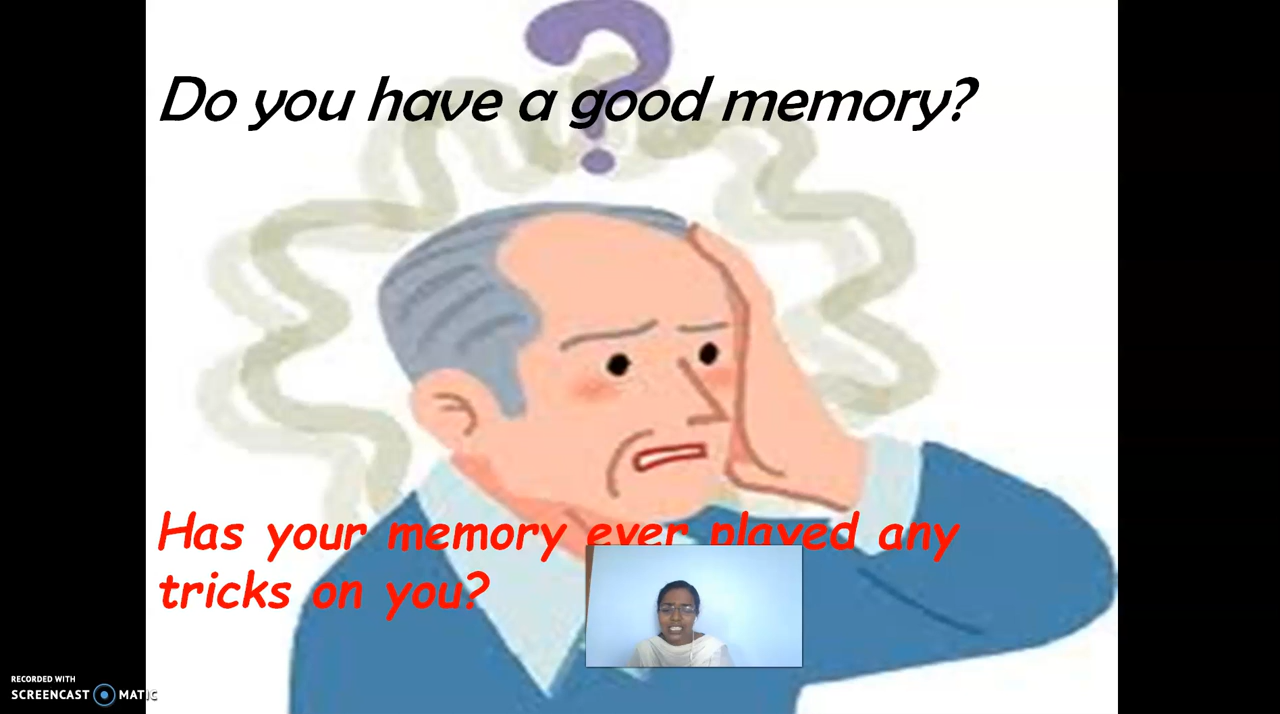 ?
Do you have a good memory?
Has your memory ever played any
tricks on you?
RECORDED WITH
SCREENCAST MATIC